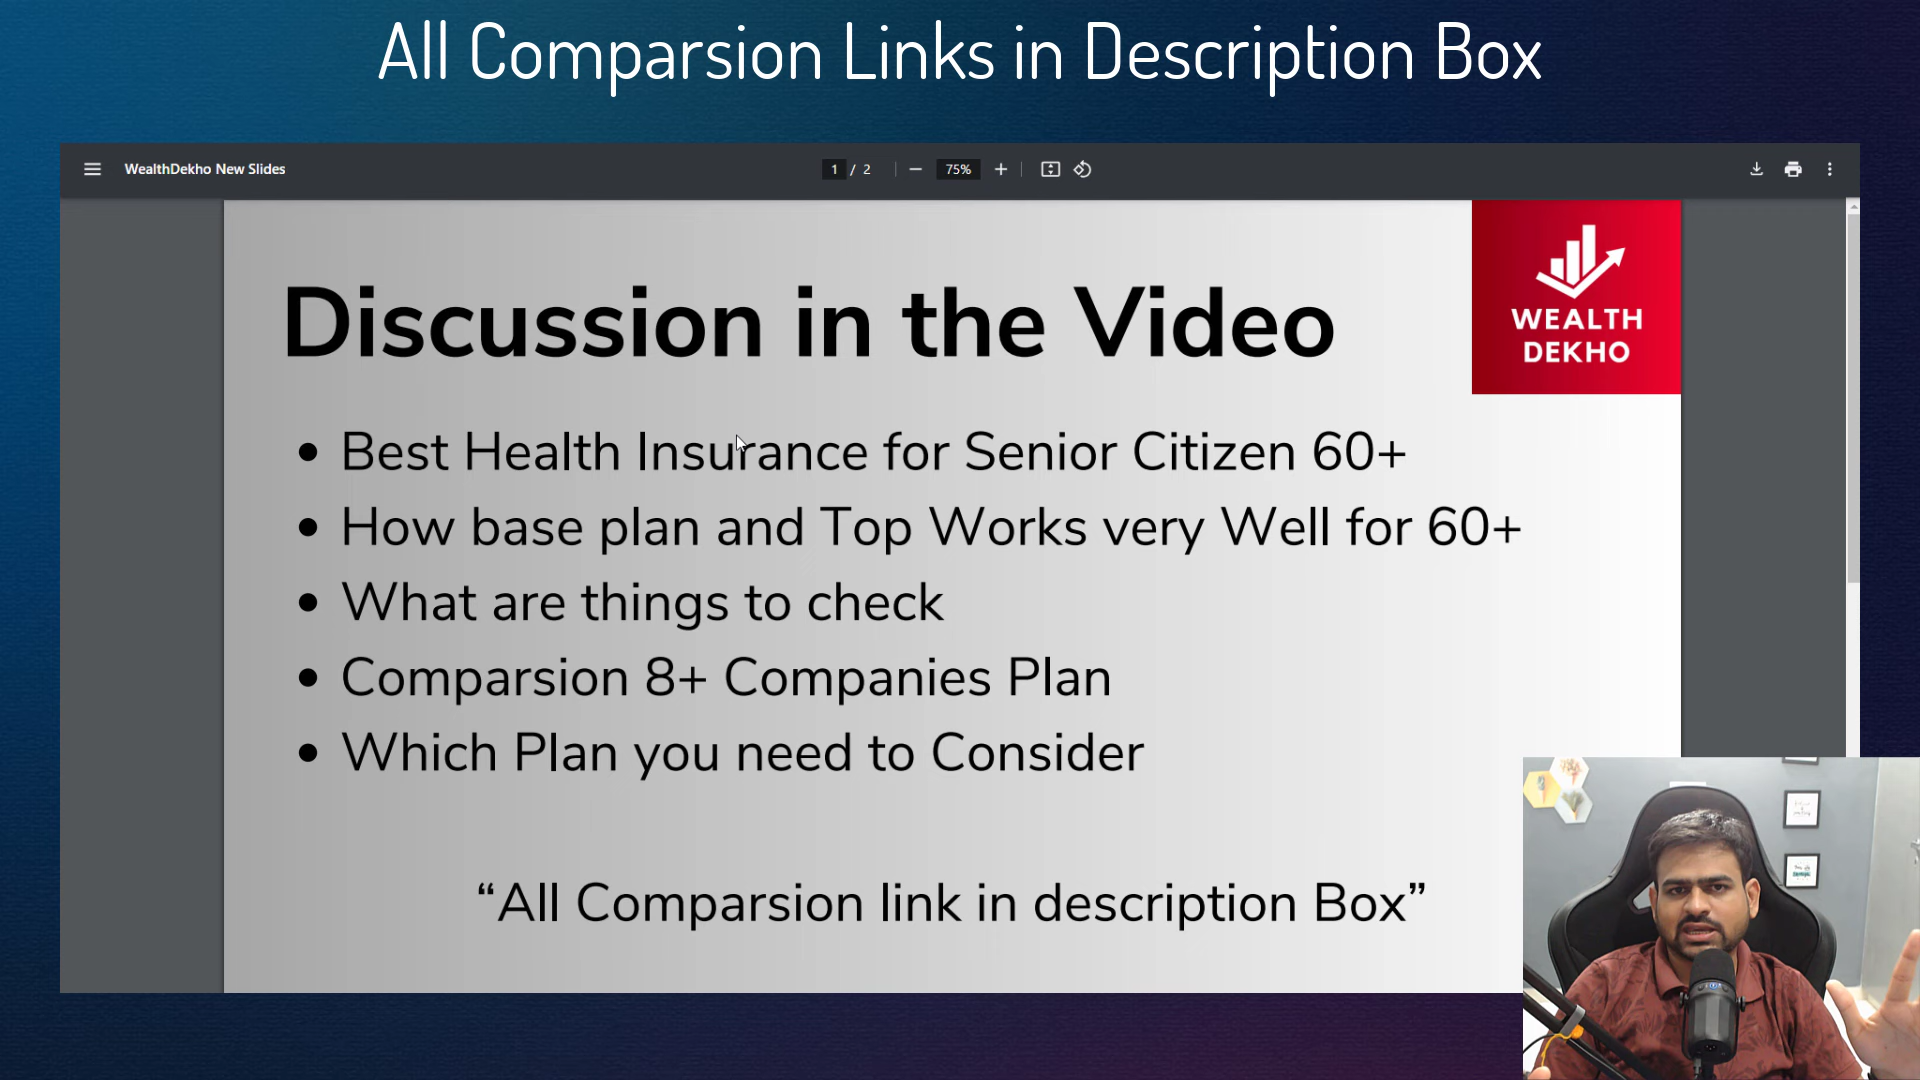 All Comparsion Links in Description Box
WealthDekho New Slides
1 / 2
75%
WEALTH
DEKHO
Discussion in the Video
• Best Health Insurance for Senior Citizen 60+
• How base plan and Top Works very Well for 60+
• What are things to check
• Comparsion 8+ Companies Plan
• Which Plan you need to Consider
“All Comparsion link in description Box”